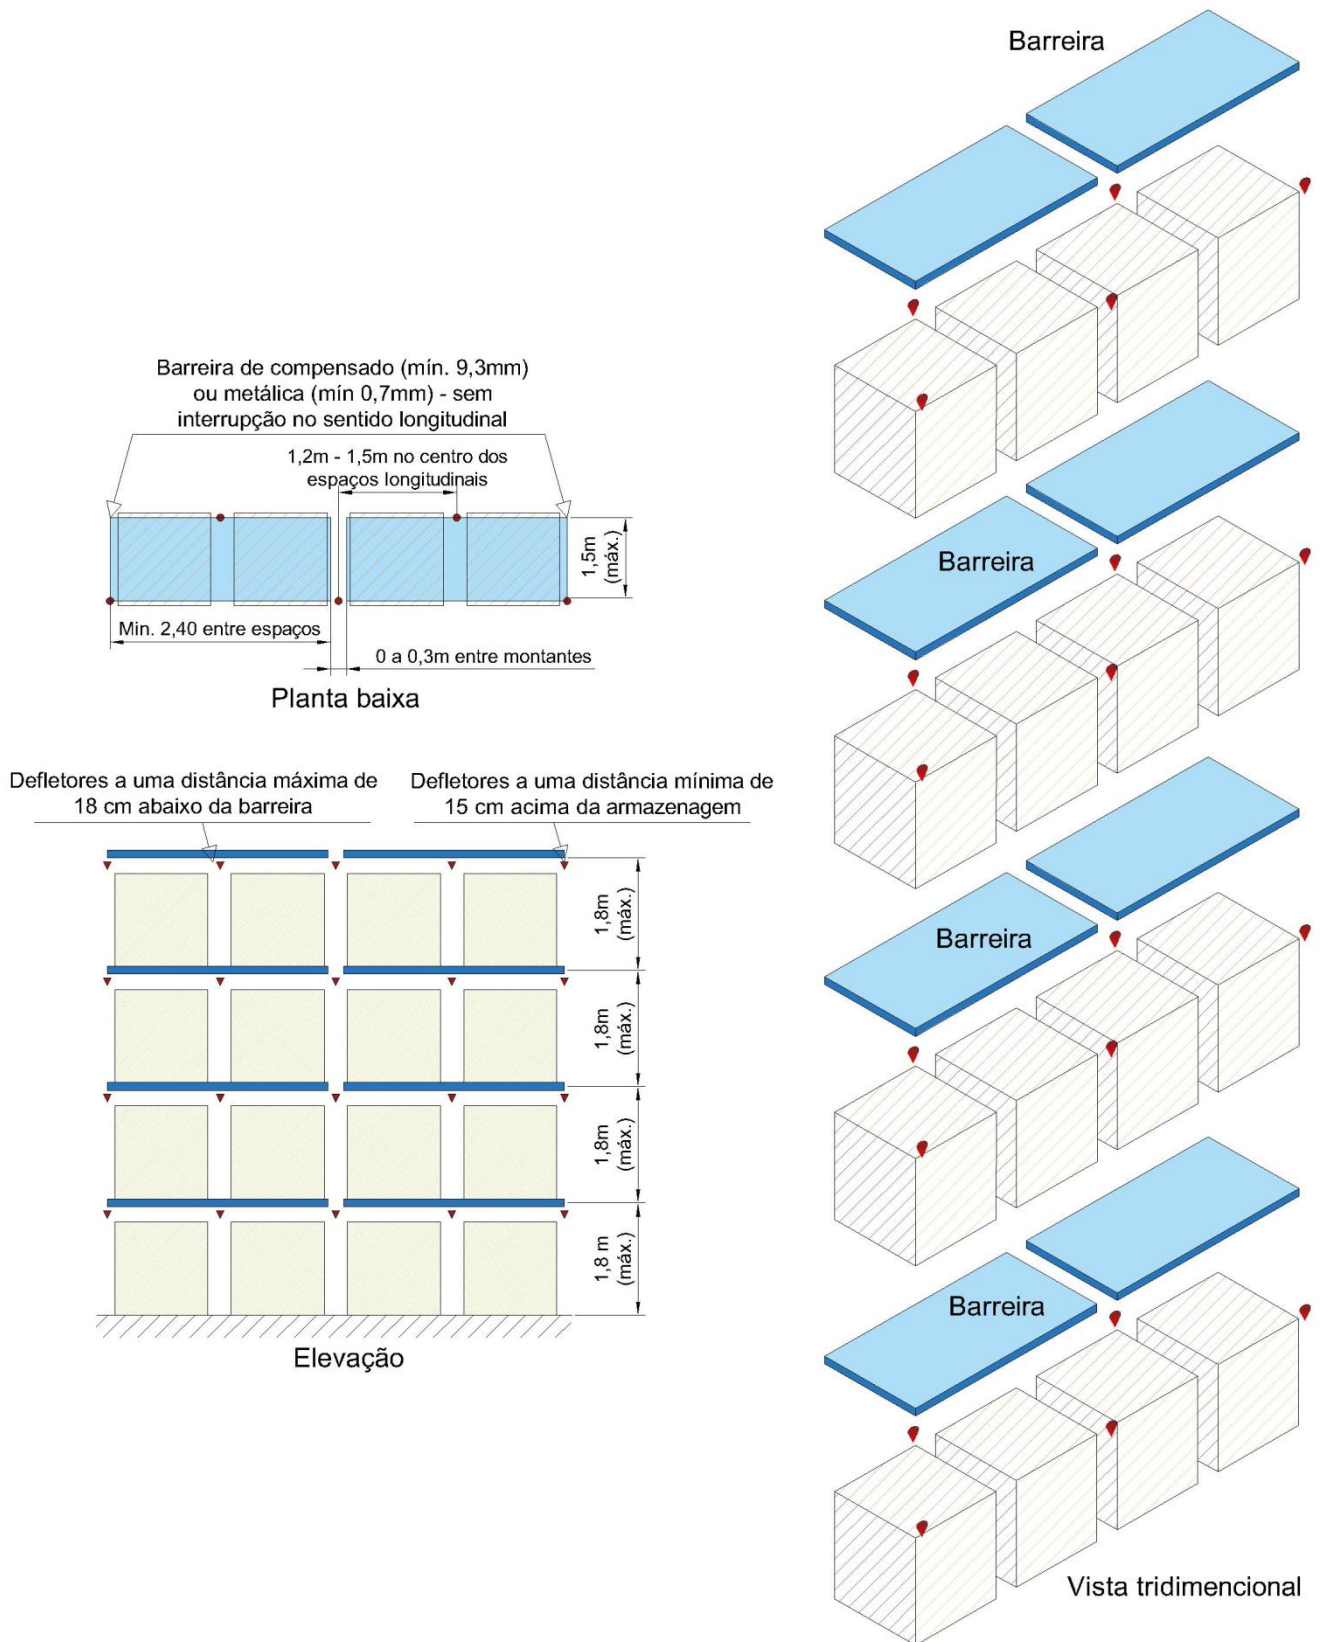 Barreira
Barreira de compensado (mín. 9,3mm)
ou metálica (mín 0,7mm) - sem
interrupção no sentido longitudinal
1,2m - 1,5m no centro dos
espaços longitudinais
1,5m
(máx.)
Min. 2,40 entre espaços
0 a 0,3m entre montantes
Planta baixa
Barreira
Defletores a uma distância máxima de
18 cm abaixo da barreira
Defletores a uma distância mínima de
15 cm acima da armazenagem
1,8m
(máx.)
1,8m
(máx.)
1,8m
(máx.)
1,8 m
(máx.)
Elevação
Barreira
Barreira
Vista tridimencional